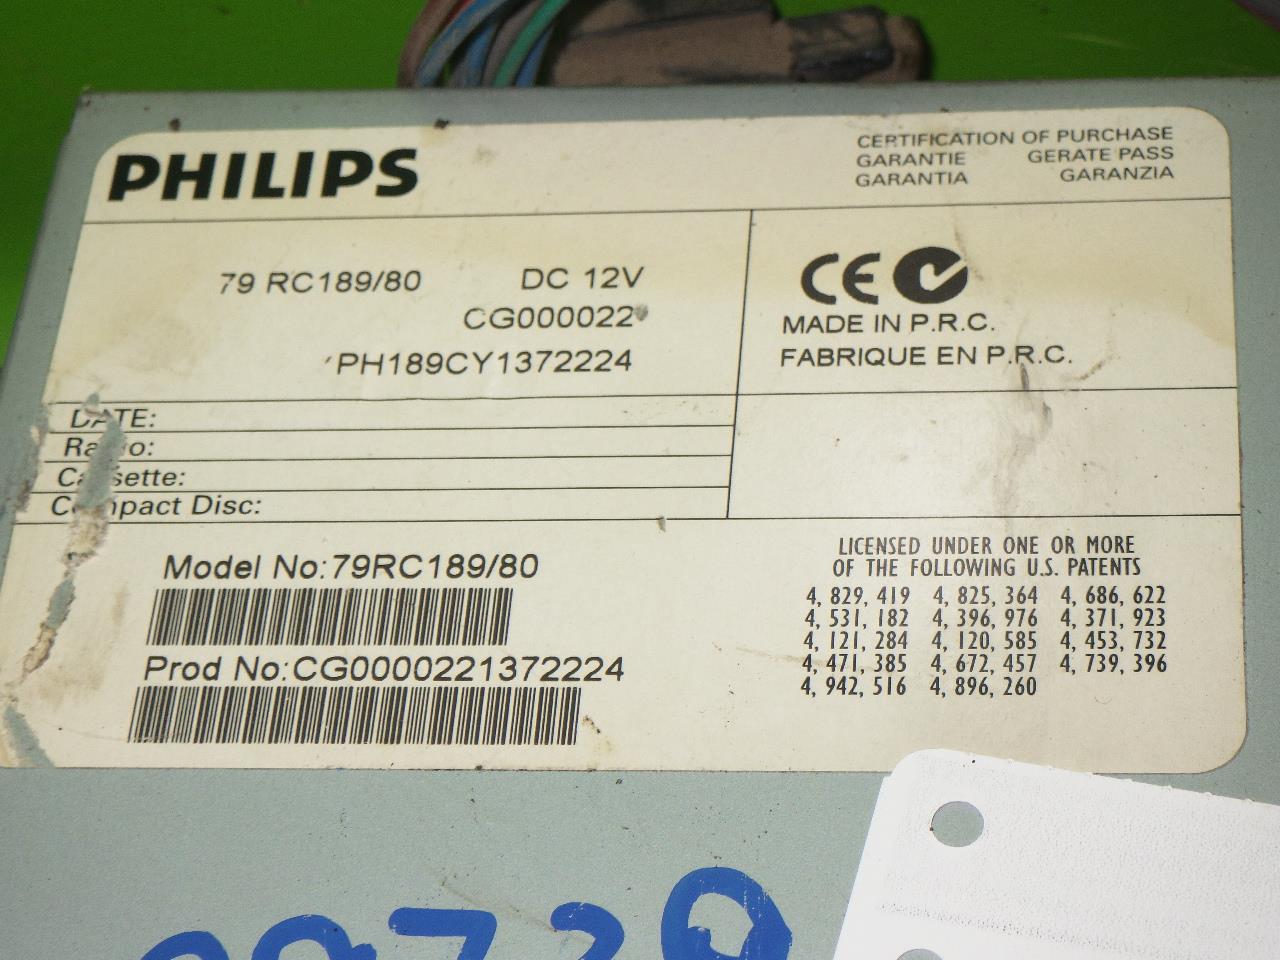 PHILIPS
CERTIFICATION OF PURCHASE
GARANTIE GERATE PASS
GARANTIA GARANZIA
79 RC189/80 DC 12V
CG000022
PH189CY1372224
CE
MADE IN P.R.C.
FABRIQUE EN P.R.C.
DATE:
Radio:
Cassette:
Compact Disc:
Model No:79RC189/80
Prod No:CG0000221372224
LICENSED UNDER ONE OR MORE
OF THE FOLLOWING U.S. PATENTS
4, 829, 419 4, 825, 364 4, 686, 622
4, 531, 182 4, 396, 976 4, 371, 923
4, 121, 284 4, 120, 585 4, 453, 732
4, 471, 385 4, 672, 457 4, 739, 396
4, 942, 516 4, 896, 260